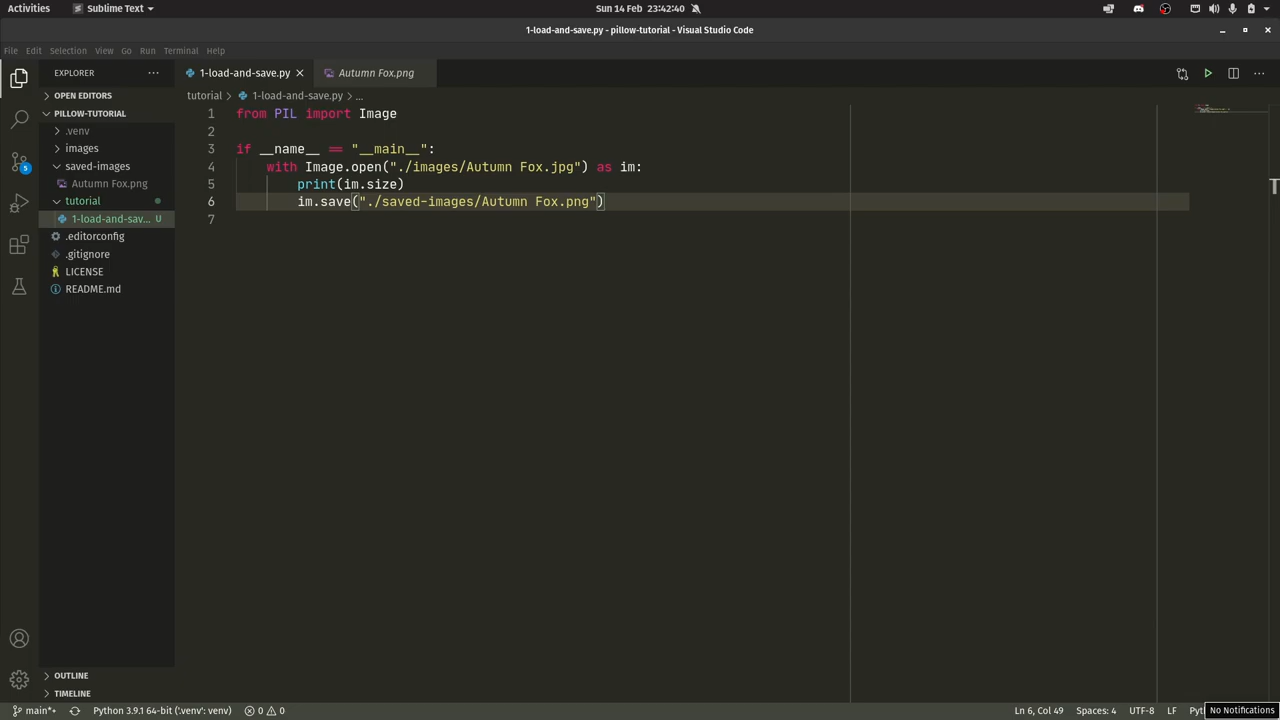 Activities Sublime Text Sun 14 Feb 23:42:40
1-load-and-save.py - pillow-tutorial - Visual Studio Code
File Edit Selection View Go Run Terminal Help
EXPLORER ... 1-load-and-save.py Autumn Fox.png
OPEN EDITORS tutorial > 1-load-and-save.py > ...
PILLOW-TUTORIAL
.venv
images
saved-images
Autumn Fox.png
tutorial
1-load-and-sav... U
.editorconfig
.gitignore
LICENSE
README.md
1 from PIL import Image
2
3 if __name__ == "__main__":
4 with Image.open("./images/Autumn Fox.jpg") as im:
5 print(im.size)
6 im.save("./saved-images/Autumn Fox.png")
7
5
OUTLINE
TIMELINE
main*+ Python 3.9.1 64-bit ('.venv': venv) 0 0 Ln 6, Col 49 Spaces: 4 UTF-8 LF No Notifications